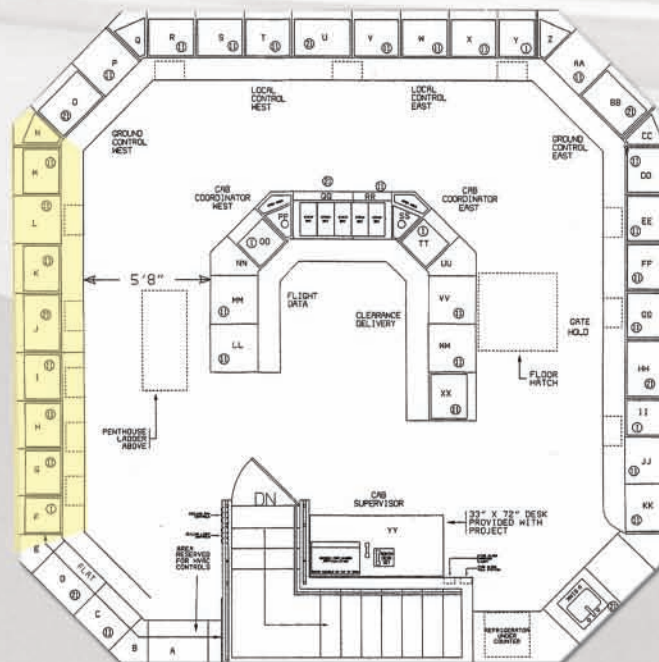 Q
R
S
T
U
V
W
X
Y
Z
P
AA
O
BB
N
CC
LOCAL
CONTROL
WEST
LOCAL
CONTROL
EAST
GROUND
CONTROL
WEST
GROUND
CONTROL
EAST
M
DD
L
EE
CAB
COORDINATOR
WEST
CAB
COORDINATOR
EAST
QQ
RR
PP
SS
OO
TT
K
FF
NN
UU
5'8"
MM
VV
FLIGHT
DATA
CLEARANCE
DELIVERY
GATE
HOLD
J
GG
LL
WW
I
HH
XX
FLOOR
HATCH
H
II
PENTHOUSE
LADDER
ABOVE
G
JJ
F
KK
DN
CAB
SUPERVISOR
YY
33" X 72" DESK
PROVIDED WITH
PROJECT
E
FLAT
D
C
B
A
AREA
RESERVED
FOR HVAC
CONTROLS
REFRIGERATOR
UNDER
COUNTER